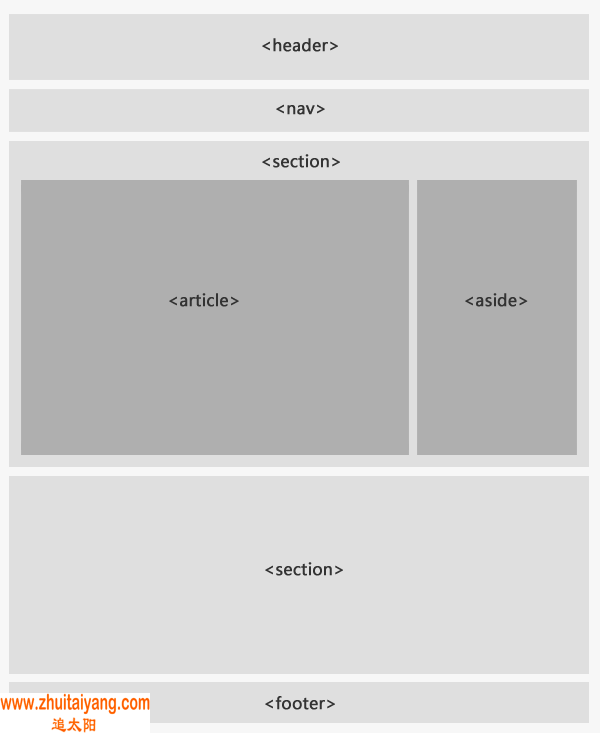 <header>
<nav>
<section>
<article>
<aside>
<section>
<footer>
www.zhuitaiyang.com
追太阳